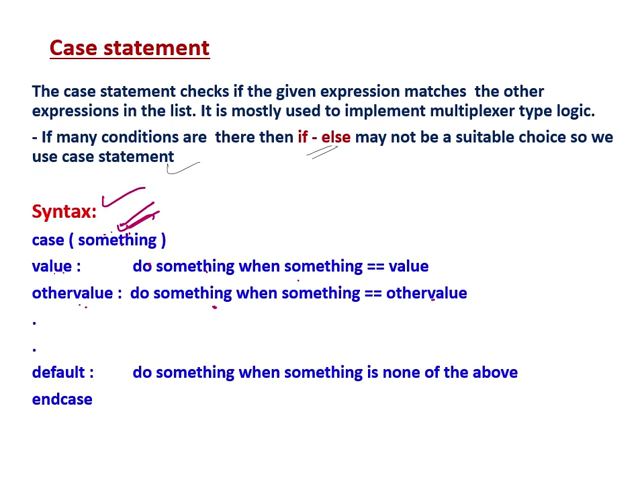 Case statement
The case statement checks if the given expression matches the other
expressions in the list. It is mostly used to implement multiplexer type logic.
- If many conditions are there then if - else may not be a suitable choice so we
use case statement
Syntax:
case ( something )
value : do something when something == value
othervalue : do something when something == othervalue
.
.
default : do something when something is none of the above
endcase